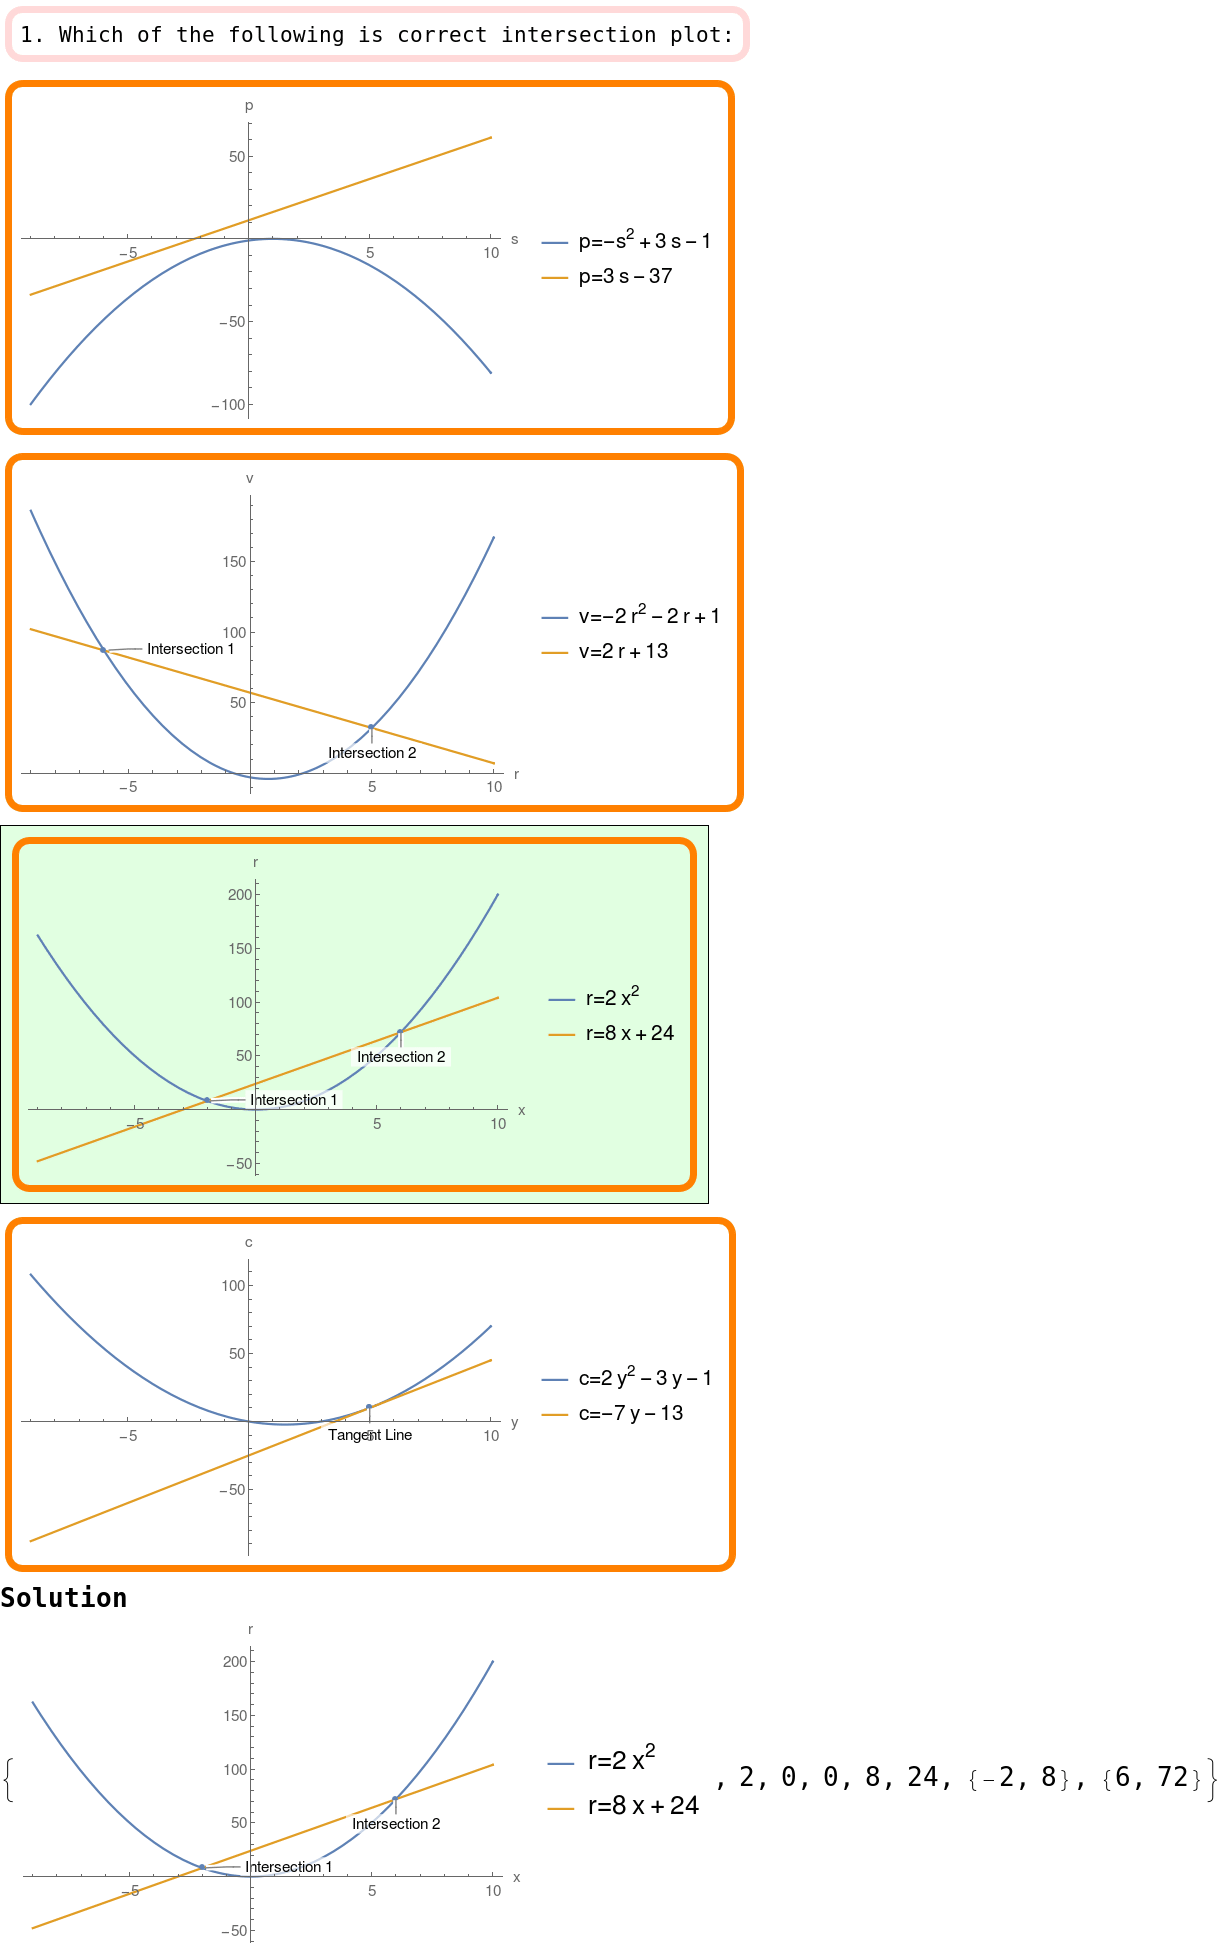 1. Which of the following is correct intersection plot:
p
50
−5 5 10 s
−50
−100
p=−s² + 3 s − 1
p=3 s − 37
v
150
100
50
−5 5 10 r
Intersection 1
Intersection 2
v=−2 r² − 2 r + 1
v=2 r + 13
r
200
150
100
50
−5 5 10 x
−50
Intersection 2
Intersection 1
r=2 x²
r=8 x + 24
c
100
50
−5 5 10 y
−50
Tangent Line
c=2 y² − 3 y − 1
c=−7 y − 13
Solution
r
200
150
100
50
−5 5 10 x
−50
Intersection 2
Intersection 1
r=2 x²
r=8 x + 24
{ , 2, 0, 0, 8, 24, {−2, 8}, {6, 72}}